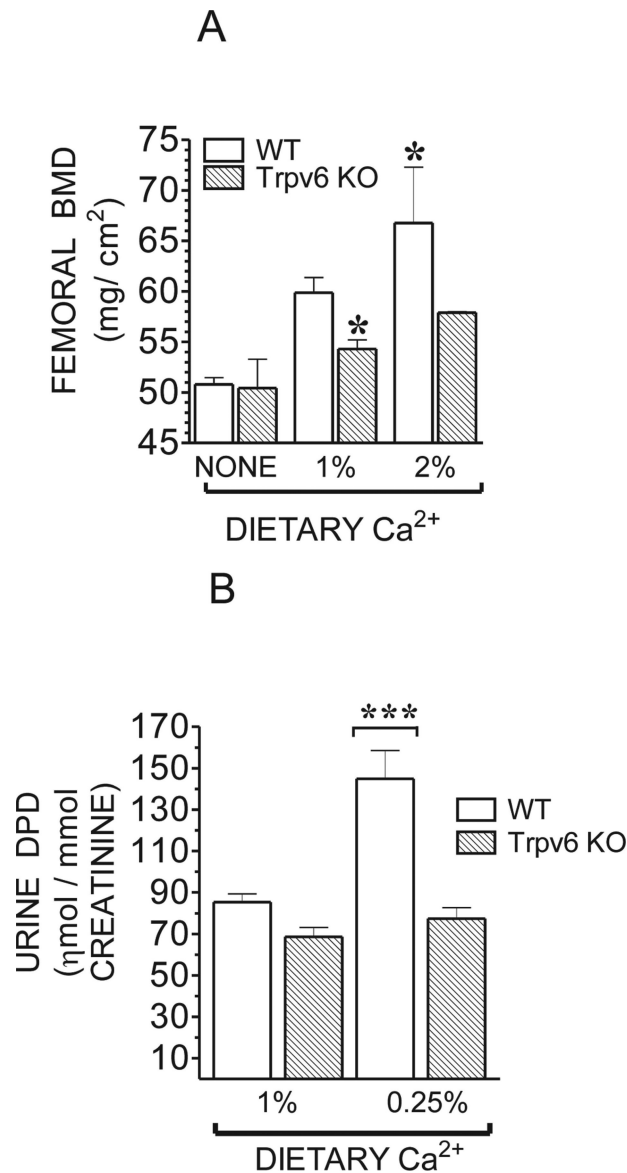 A
FEMORAL BMD
(mg/ cm²)
75
70
65
60
55
50
45
WT
Trpv6 KO
*
*
NONE 1% 2%
DIETARY Ca²⁺
B
URINE DPD
(ηmol / mmol
CREATININE)
170
150
130
110
90
70
50
30
10
***
WT
Trpv6 KO
1% 0.25%
DIETARY Ca²⁺